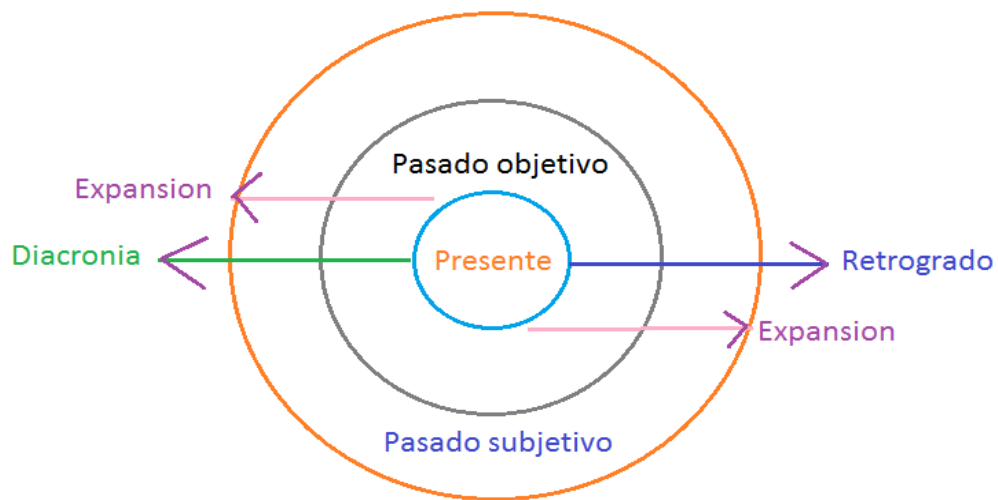 Pasado objetivo
Expansion
Diacronia
Presente
Retrogrado
Expansion
Pasado subjetivo